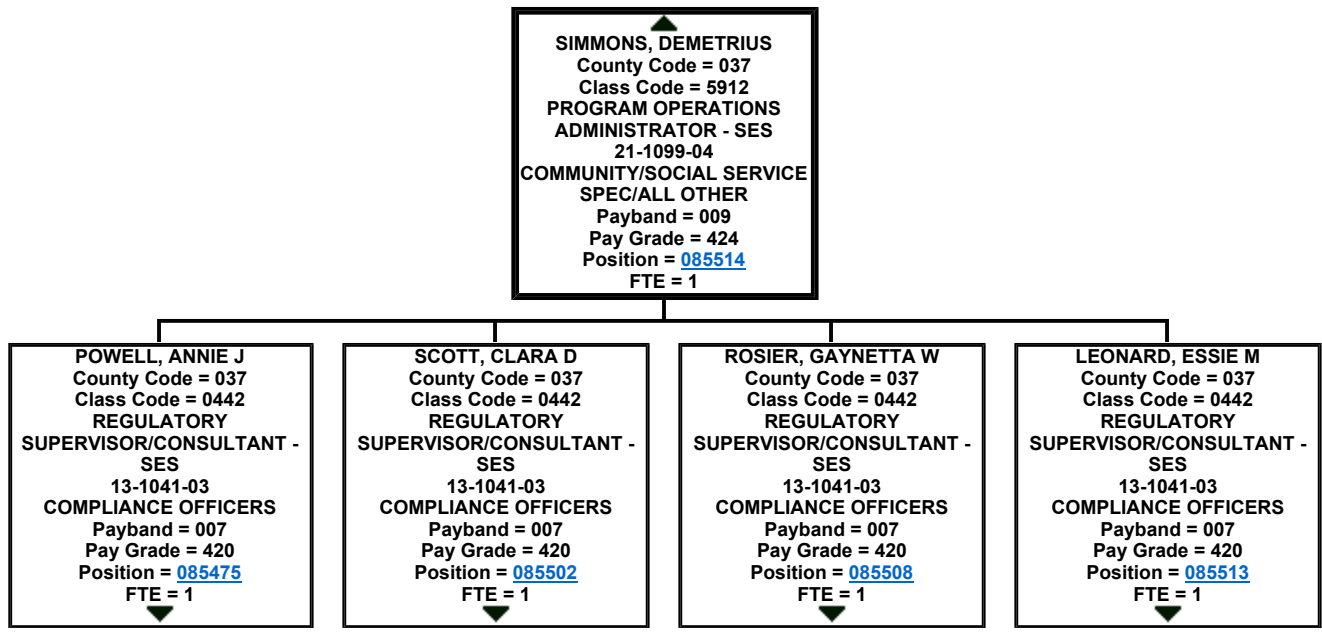 SIMMONS, DEMETRIUS
County Code = 037
Class Code = 5912
PROGRAM OPERATIONS
ADMINISTRATOR - SES
21-1099-04
COMMUNITY/SOCIAL SERVICE
SPEC/ALL OTHER
Payband = 009
Pay Grade = 424
Position = 085514
FTE = 1
POWELL, ANNIE J
County Code = 037
Class Code = 0442
REGULATORY
SUPERVISOR/CONSULTANT -
SES
13-1041-03
COMPLIANCE OFFICERS
Payband = 007
Pay Grade = 420
Position = 085475
FTE = 1
SCOTT, CLARA D
County Code = 037
Class Code = 0442
REGULATORY
SUPERVISOR/CONSULTANT -
SES
13-1041-03
COMPLIANCE OFFICERS
Payband = 007
Pay Grade = 420
Position = 085502
FTE = 1
ROSIER, GAYNETTA W
County Code = 037
Class Code = 0442
REGULATORY
SUPERVISOR/CONSULTANT -
SES
13-1041-03
COMPLIANCE OFFICERS
Payband = 007
Pay Grade = 420
Position = 085508
FTE = 1
LEONARD, ESSIE M
County Code = 037
Class Code = 0442
REGULATORY
SUPERVISOR/CONSULTANT -
SES
13-1041-03
COMPLIANCE OFFICERS
Payband = 007
Pay Grade = 420
Position = 085513
FTE = 1